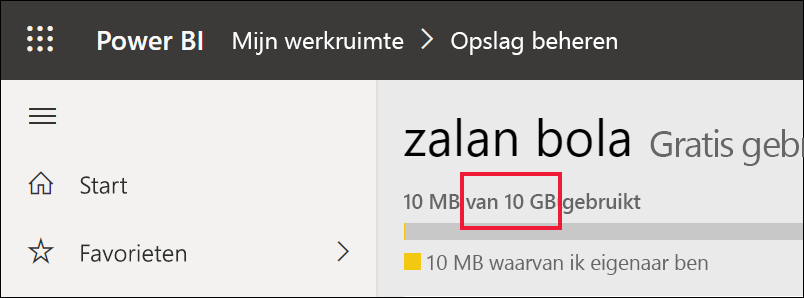 Power BI Mijn werkruimte > Opslag beheren
zalan bola Gratis geb
10 MB van 10 GB gebruikt
10 MB waarvan ik eigenaar ben
Start
Favorieten